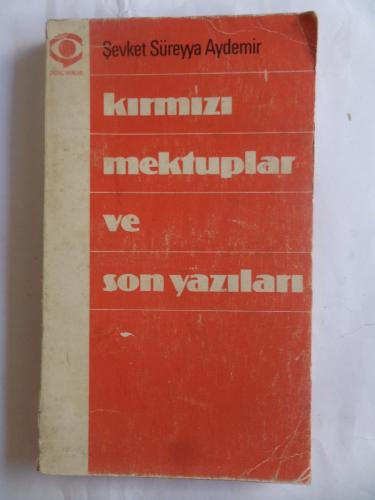 Şevket Süreyya Aydemir
kırmızı
mektuplar
ve
son yazıları